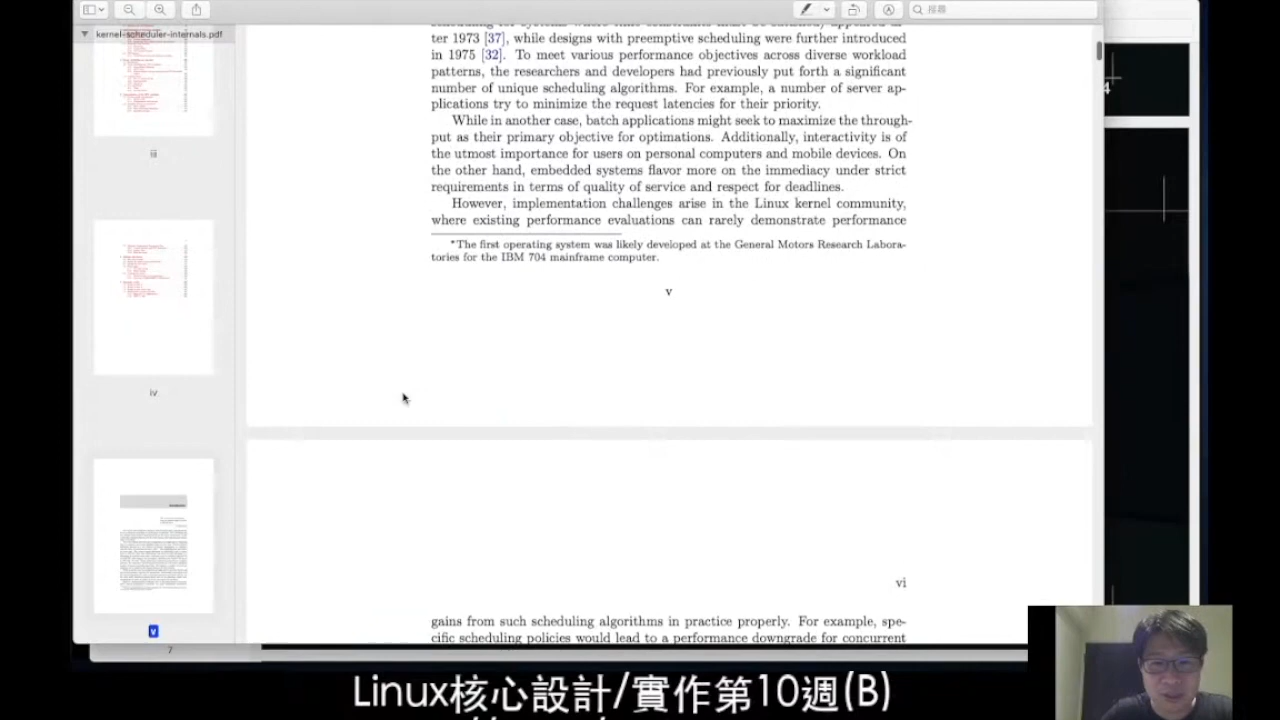 搜尋
kernel-scheduler-internals.pdf
ter 1973 [37], while designs with preemptive scheduling were further introduced
in 1975 [32]. To meet various performance objectives across diverse workload
patterns, the researchers and developers had previously put forth a significant
number of unique scheduling algorithms. For example, a number of server ap-
plications try to minimize the request latencies for their priority.
While in another case, batch applications might seek to maximize the through-
put as their primary objective for optimations. Additionally, interactivity is of
the utmost importance for users on personal computers and mobile devices. On
the other hand, embedded systems flavor more on the immediacy under strict
requirements in terms of quality of service and respect for deadlines.
However, implementation challenges arise in the Linux kernel community,
where existing performance evaluations can rarely demonstrate performance
*The first operating system was likely developed at the General Motors Research Labora-
tories for the IBM 704 mainframe computer.
v
vi
gains from such scheduling algorithms in practice properly. For example, spe-
cific scheduling policies would lead to a performance downgrade for concurrent
iii
iv
v
7
4
Linux核心設計/實作第10週(B)